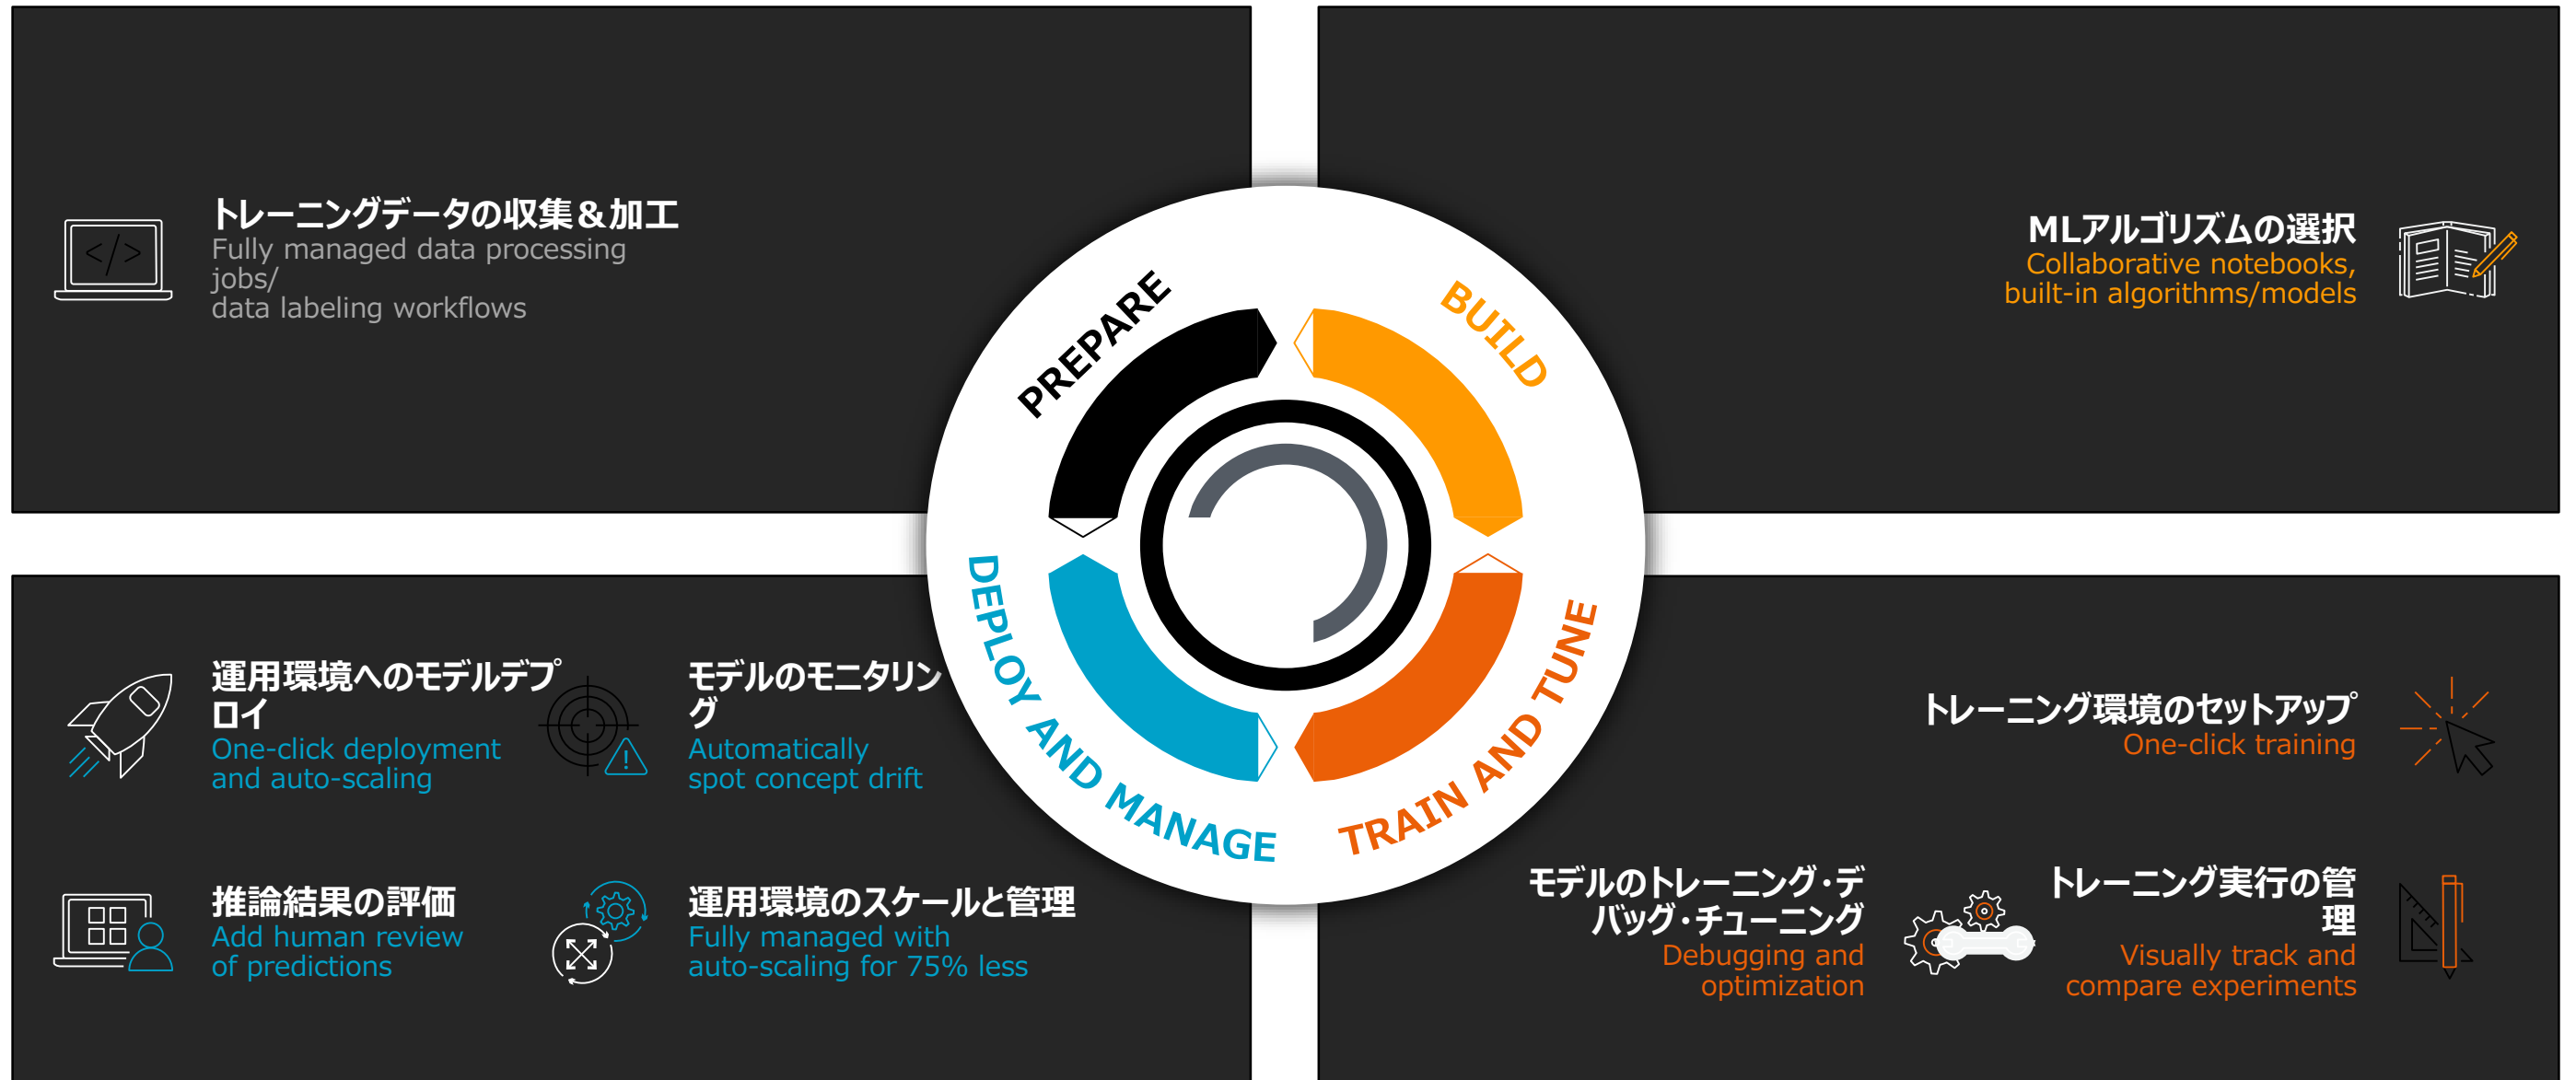 トレーニングデータの収集＆加工
Fully managed data processing
jobs/
data labeling workflows
MLアルゴリズムの選択
Collaborative notebooks,
built-in algorithms/models
</>
PREPARE
BUILD
DEPLOY AND MANAGE
TRAIN AND TUNE
運用環境へのモデルデプ
ロイ
One-click deployment
and auto-scaling
モデルのモニタリン
グ
Automatically
spot concept drift
推論結果の評価
Add human review
of predictions
運用環境のスケールと管理
Fully managed with
auto-scaling for 75% less
トレーニング環境のセットアップ
One-click training
モデルのトレーニング・デ
バッグ・チューニング
Debugging and
optimization
トレーニング実行の管
理
Visually track and
compare experiments